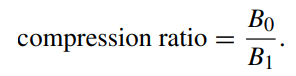 compression ratio = B₀ / B₁.